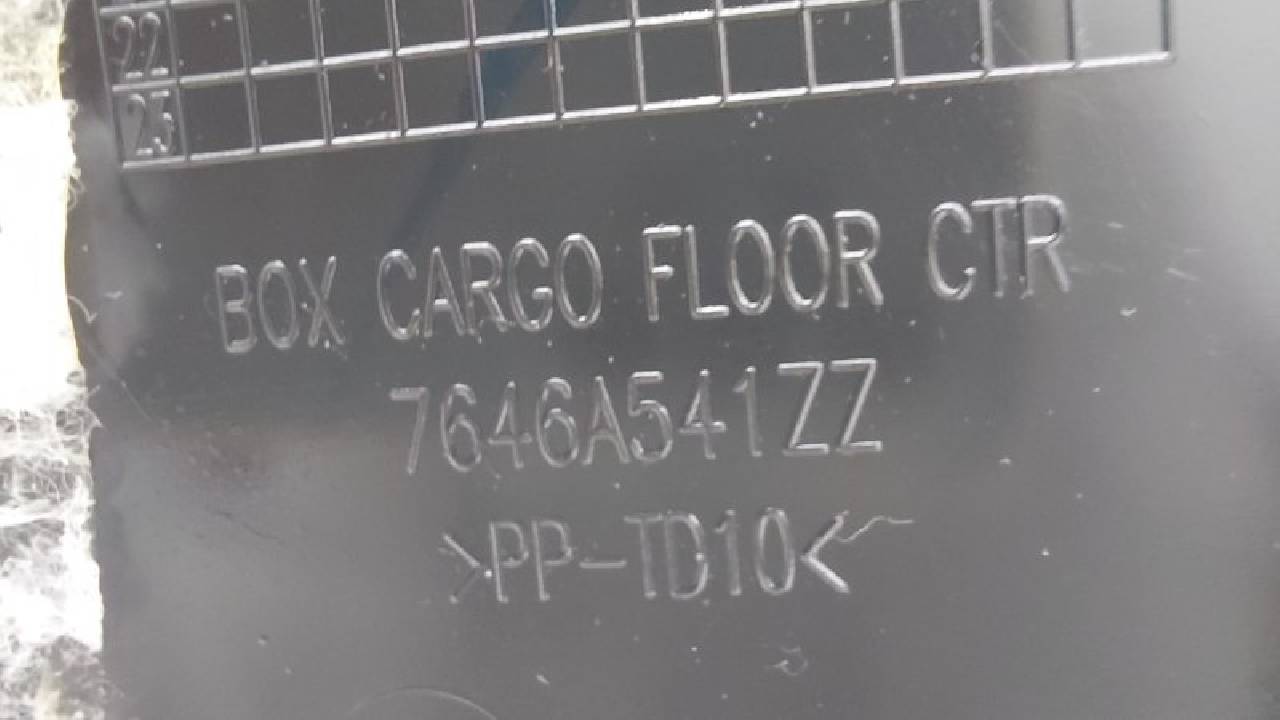 22
23
BOX CARGO FLOOR CTR
7646A541ZZ
>PP-TD10<